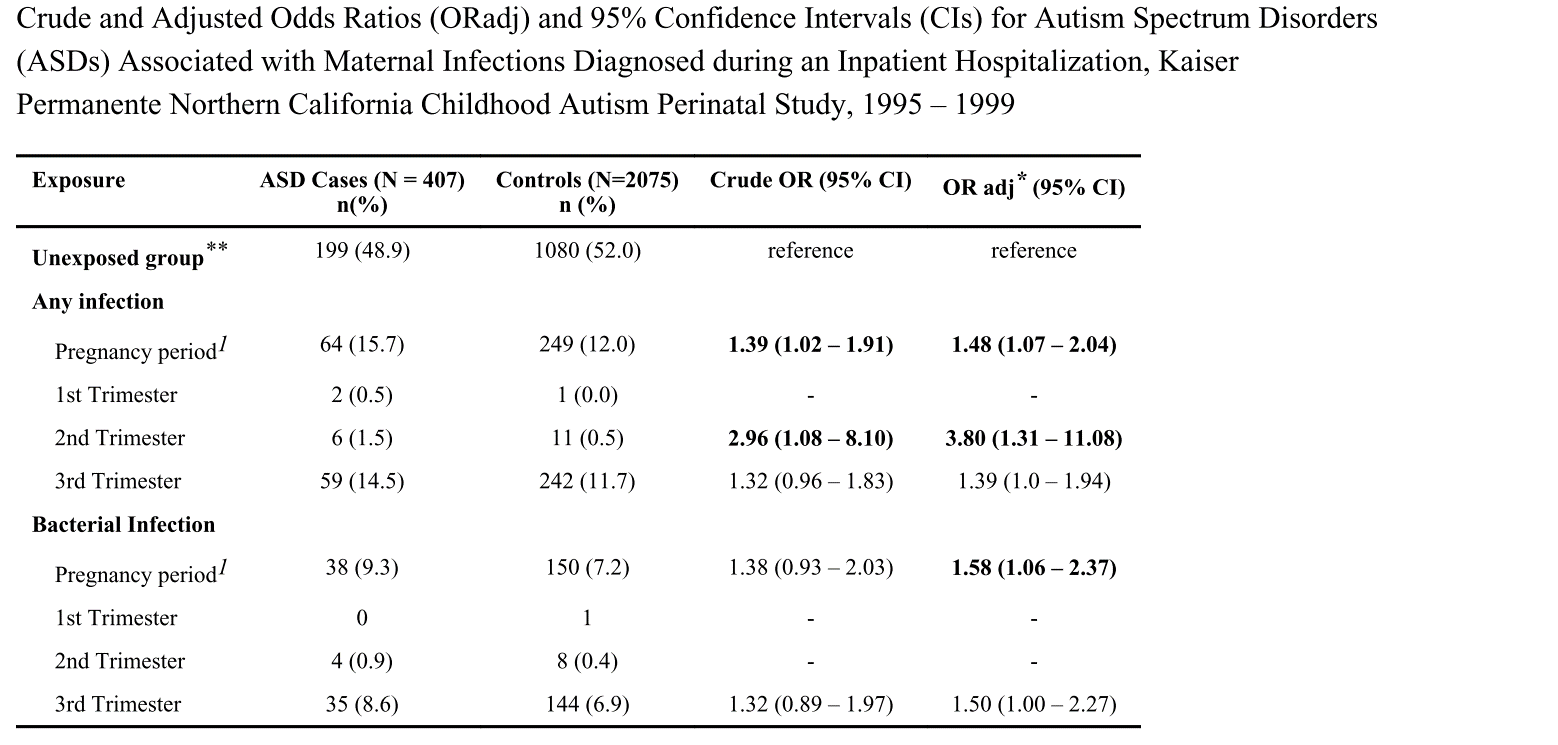 Crude and Adjusted Odds Ratios (ORadj) and 95% Confidence Intervals (CIs) for Autism Spectrum Disorders
(ASDs) Associated with Maternal Infections Diagnosed during an Inpatient Hospitalization, Kaiser
Permanente Northern California Childhood Autism Perinatal Study, 1995 – 1999
Exposure ASD Cases (N = 407) n(%) Controls (N=2075) n (%) Crude OR (95% CI) OR adj* (95% CI)
Unexposed group** 199 (48.9) 1080 (52.0) reference reference
Any infection
Pregnancy period1 64 (15.7) 249 (12.0) 1.39 (1.02 – 1.91) 1.48 (1.07 – 2.04)
1st Trimester 2 (0.5) 1 (0.0) - -
2nd Trimester 6 (1.5) 11 (0.5) 2.96 (1.08 – 8.10) 3.80 (1.31 – 11.08)
3rd Trimester 59 (14.5) 242 (11.7) 1.32 (0.96 – 1.83) 1.39 (1.0 – 1.94)
Bacterial Infection
Pregnancy period1 38 (9.3) 150 (7.2) 1.38 (0.93 – 2.03) 1.58 (1.06 – 2.37)
1st Trimester 0 1 - -
2nd Trimester 4 (0.9) 8 (0.4) - -
3rd Trimester 35 (8.6) 144 (6.9) 1.32 (0.89 – 1.97) 1.50 (1.00 – 2.27)